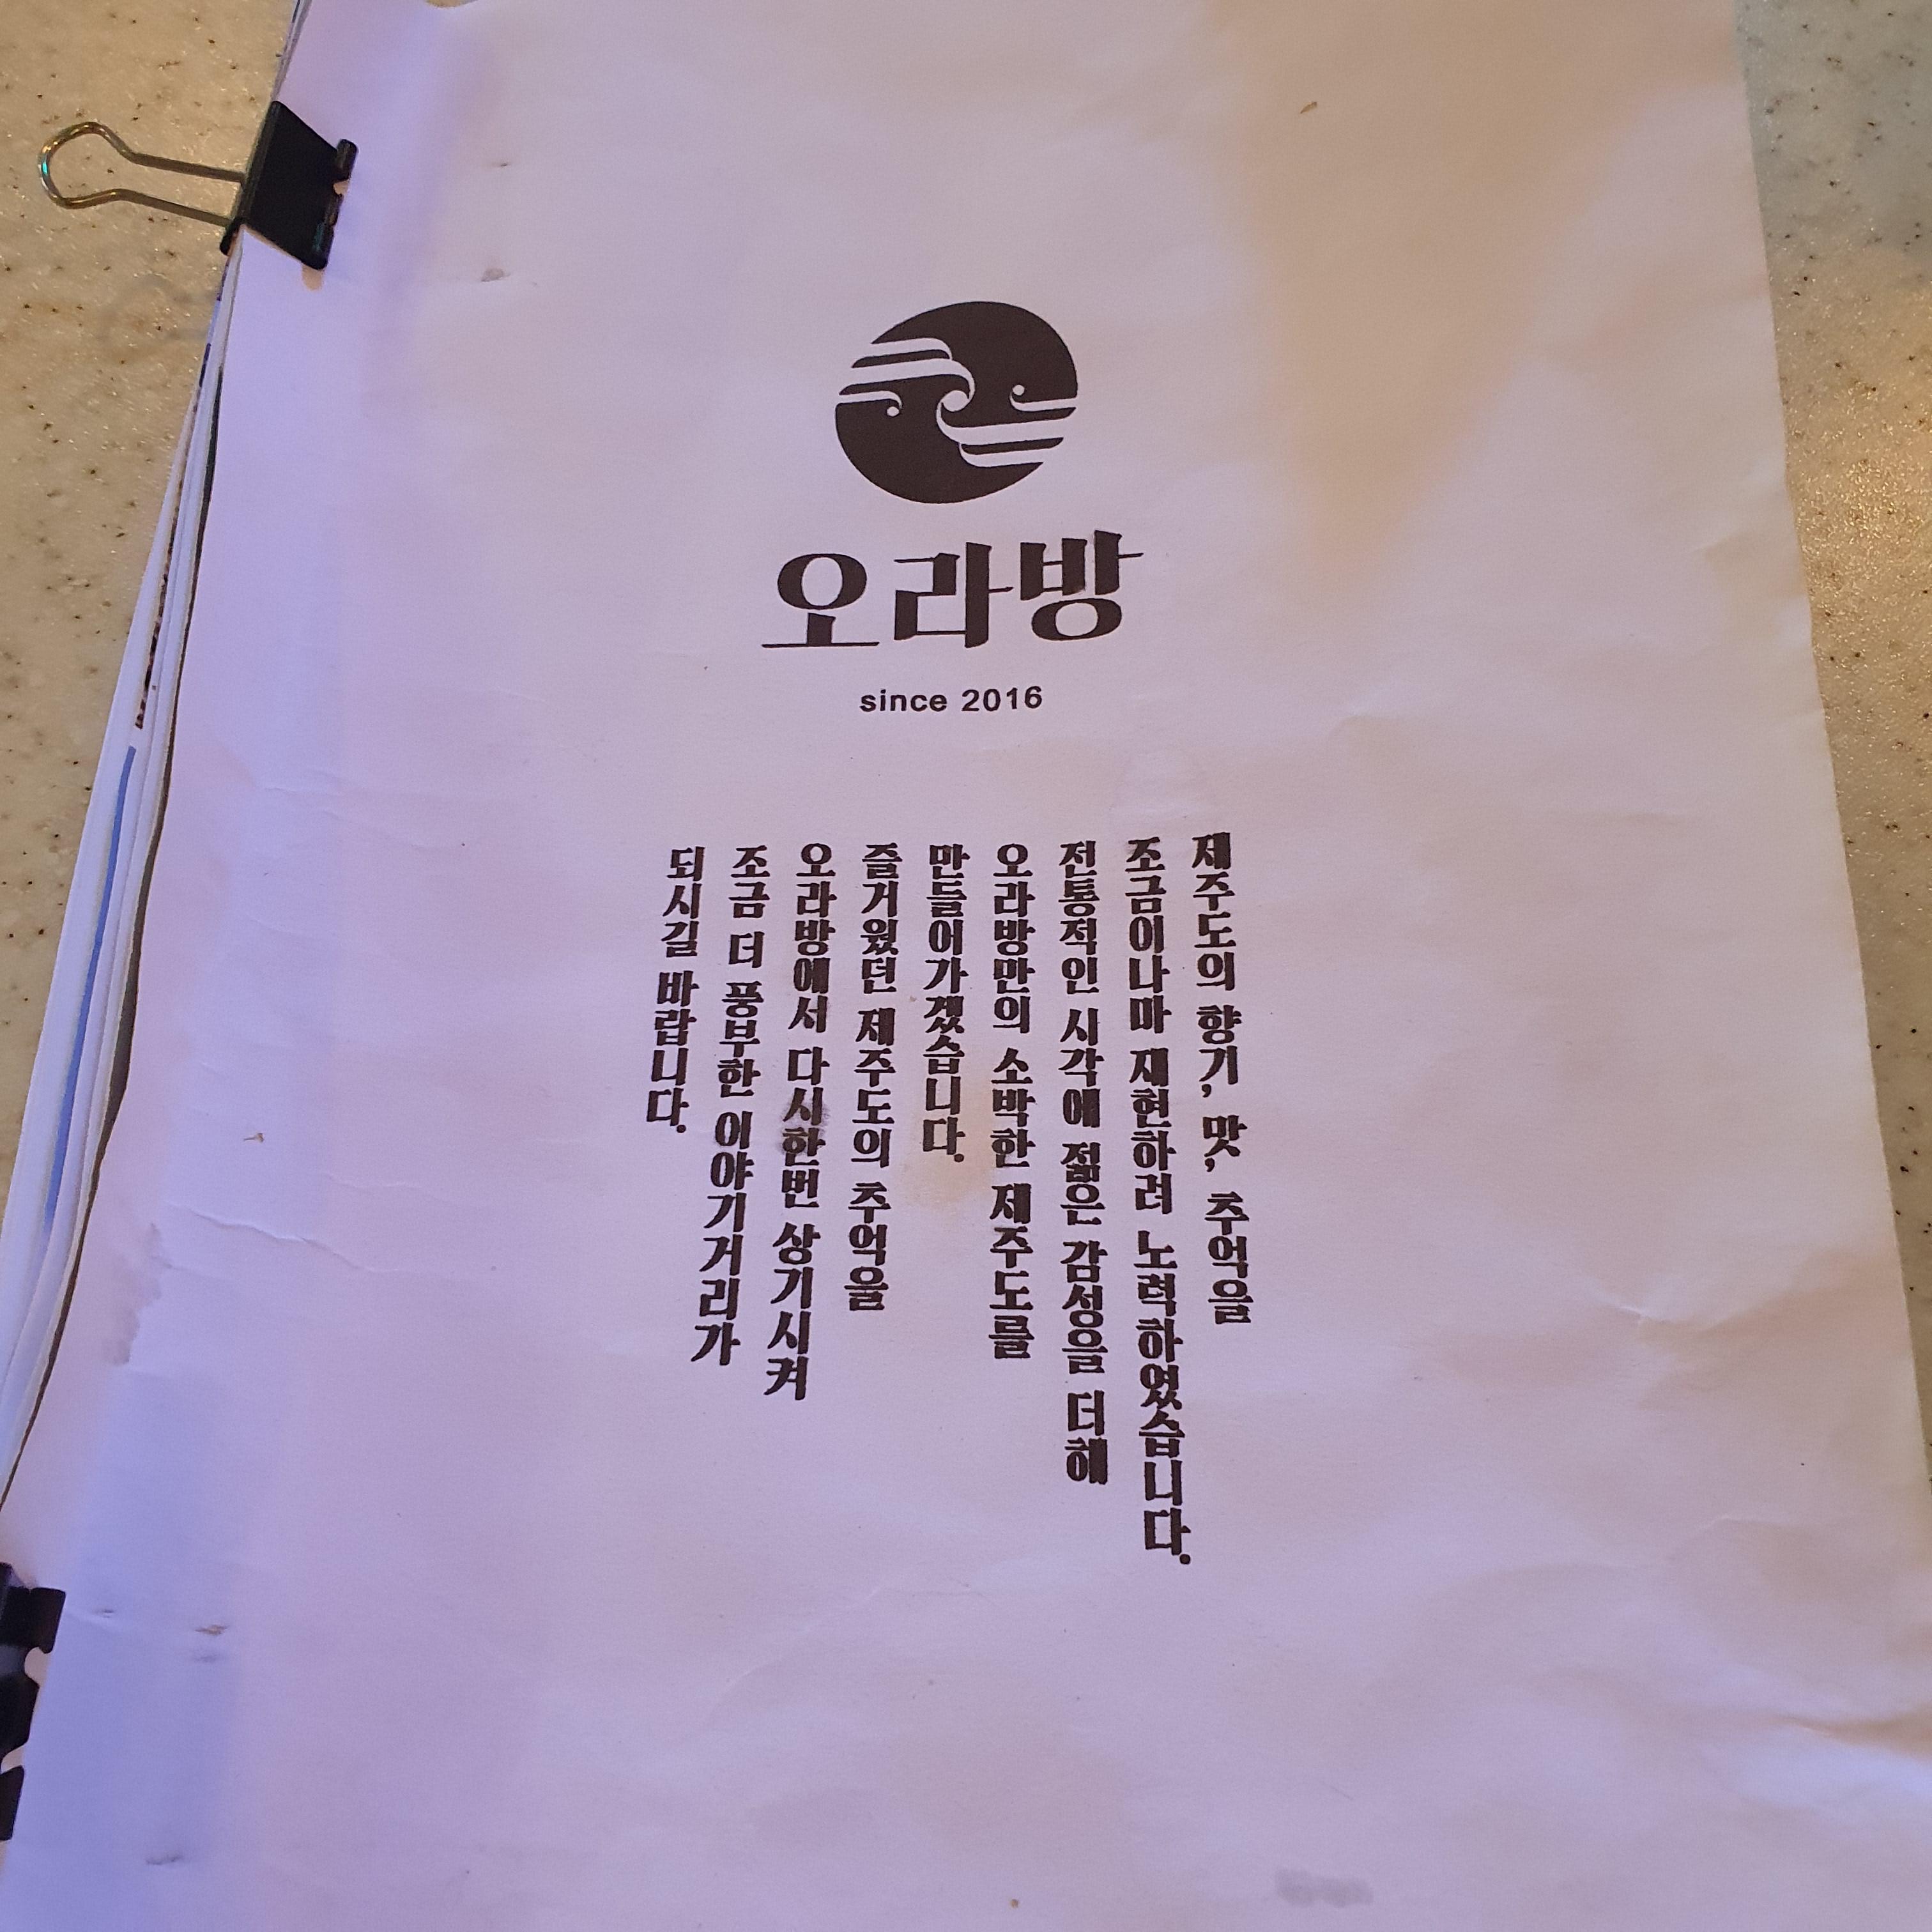 오라방
since 2016
제주도의 향기, 맛, 추억을
조금이나마 재현하려 노력하였습니다.
전통적인 시각에 젊은 감성을 더해
오라방만의 소박한 제주도를
만들어가겠습니다.
즐거웠던 제주도의 추억을
오라방에서 다시한번 상기시켜
조금 더 풍부한 이야기거리가
되시길 바랍니다.